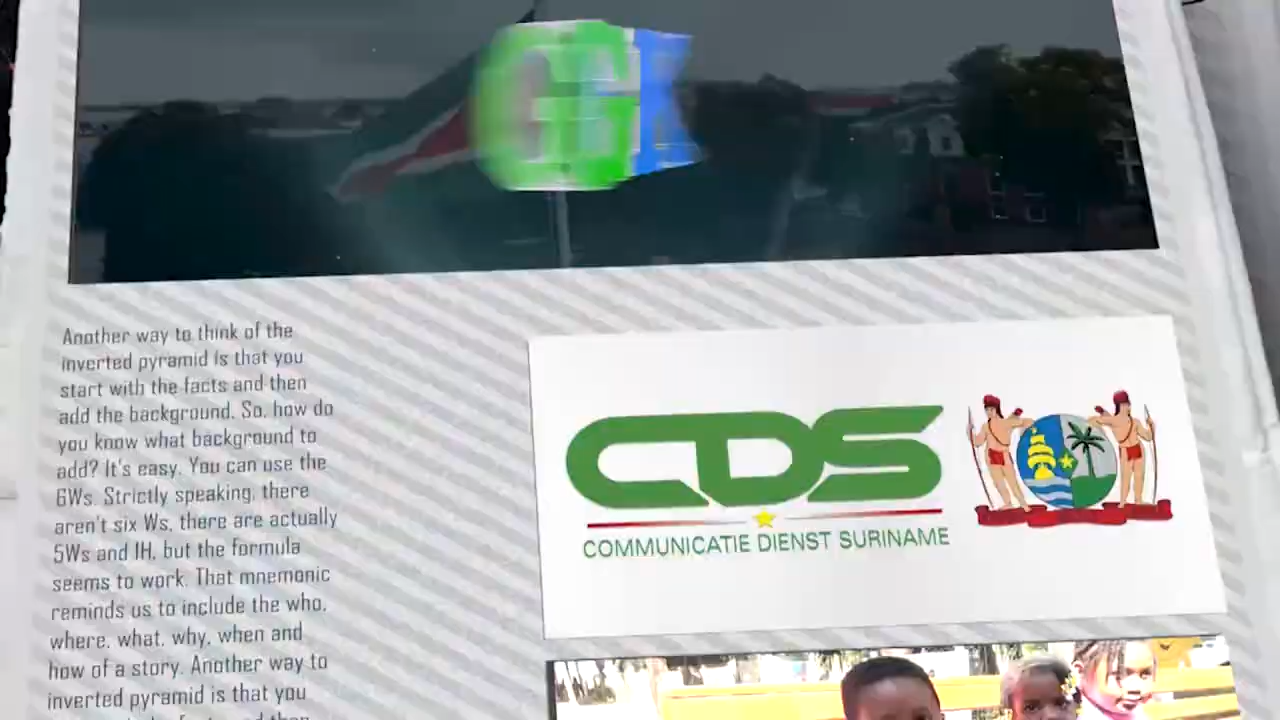 Another way to think of the
inverted pyramid is that you
start with the facts and then
add the background. So, how do
you know what background to
add? It's easy. You can use the
6Ws. Strictly speaking, there
aren't six Ws, there are actually
5Ws and 1H, but the formula
seems to work. That mnemonic
reminds us to include the who,
where, what, why, when and
how of a story. Another way to
inverted pyramid is that you
CDS
COMMUNICATIE DIENST SURINAME